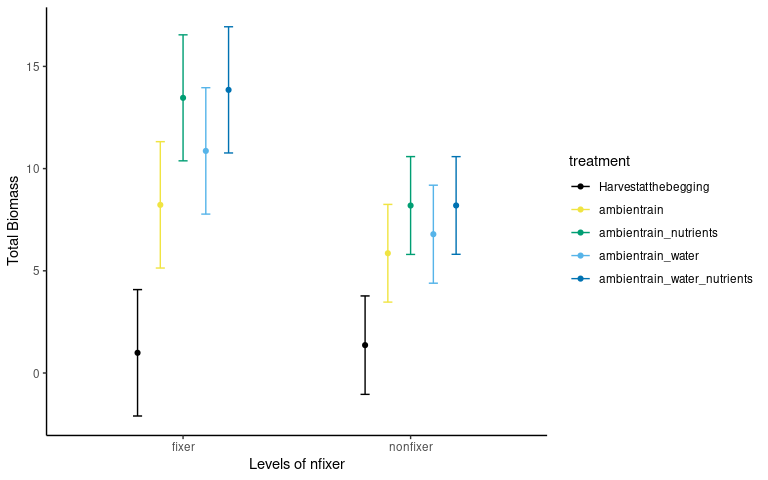 Total Biomass
15
10
5
0
fixer
nonfixer
Levels of nfixer
treatment
Harvestatthebegging
ambientrain
ambientrain_nutrients
ambientrain_water
ambientrain_water_nutrients